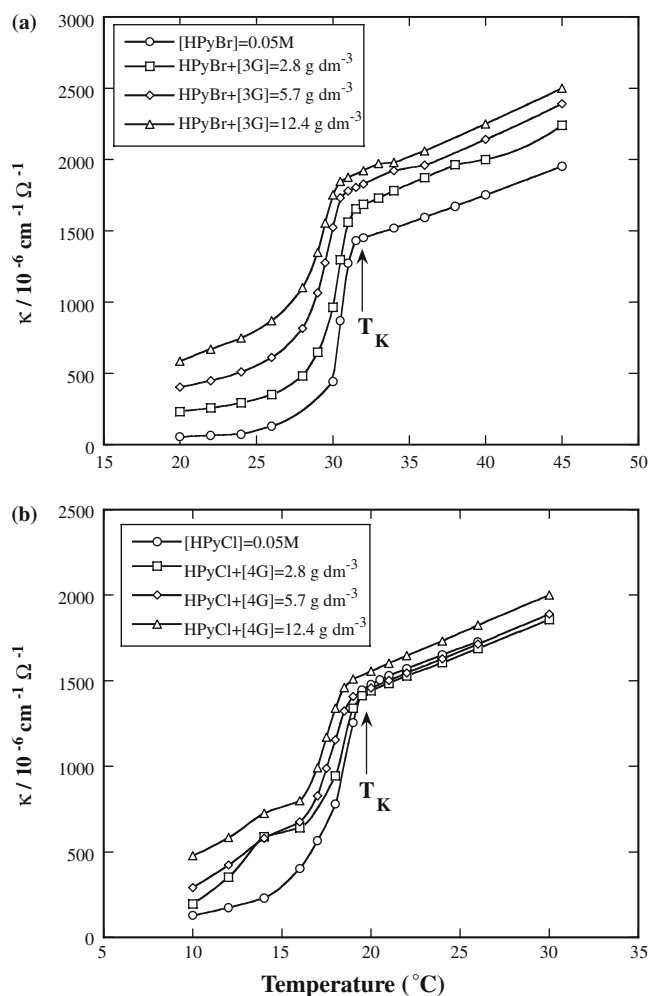 (a)
3000
2500
2000
1500
1000
500
0
[HPyBr]=0.05M
HPyBr+[3G]=2.8 g dm-3
HPyBr+[3G]=5.7 g dm-3
HPyBr+[3G]=12.4 g dm-3
κ / 10-6 cm-1 Ω-1
TK
15 20 25 30 35 40 45 50
(b)
2500
2000
1500
1000
500
0
[HPyCl]=0.05M
HPyCl+[4G]=2.8 g dm-3
HPyCl+[4G]=5.7 g dm-3
HPyCl+[4G]=12.4 g dm-3
κ / 10-6 cm-1 Ω-1
TK
5 10 15 20 25 30 35
Temperature (°C)